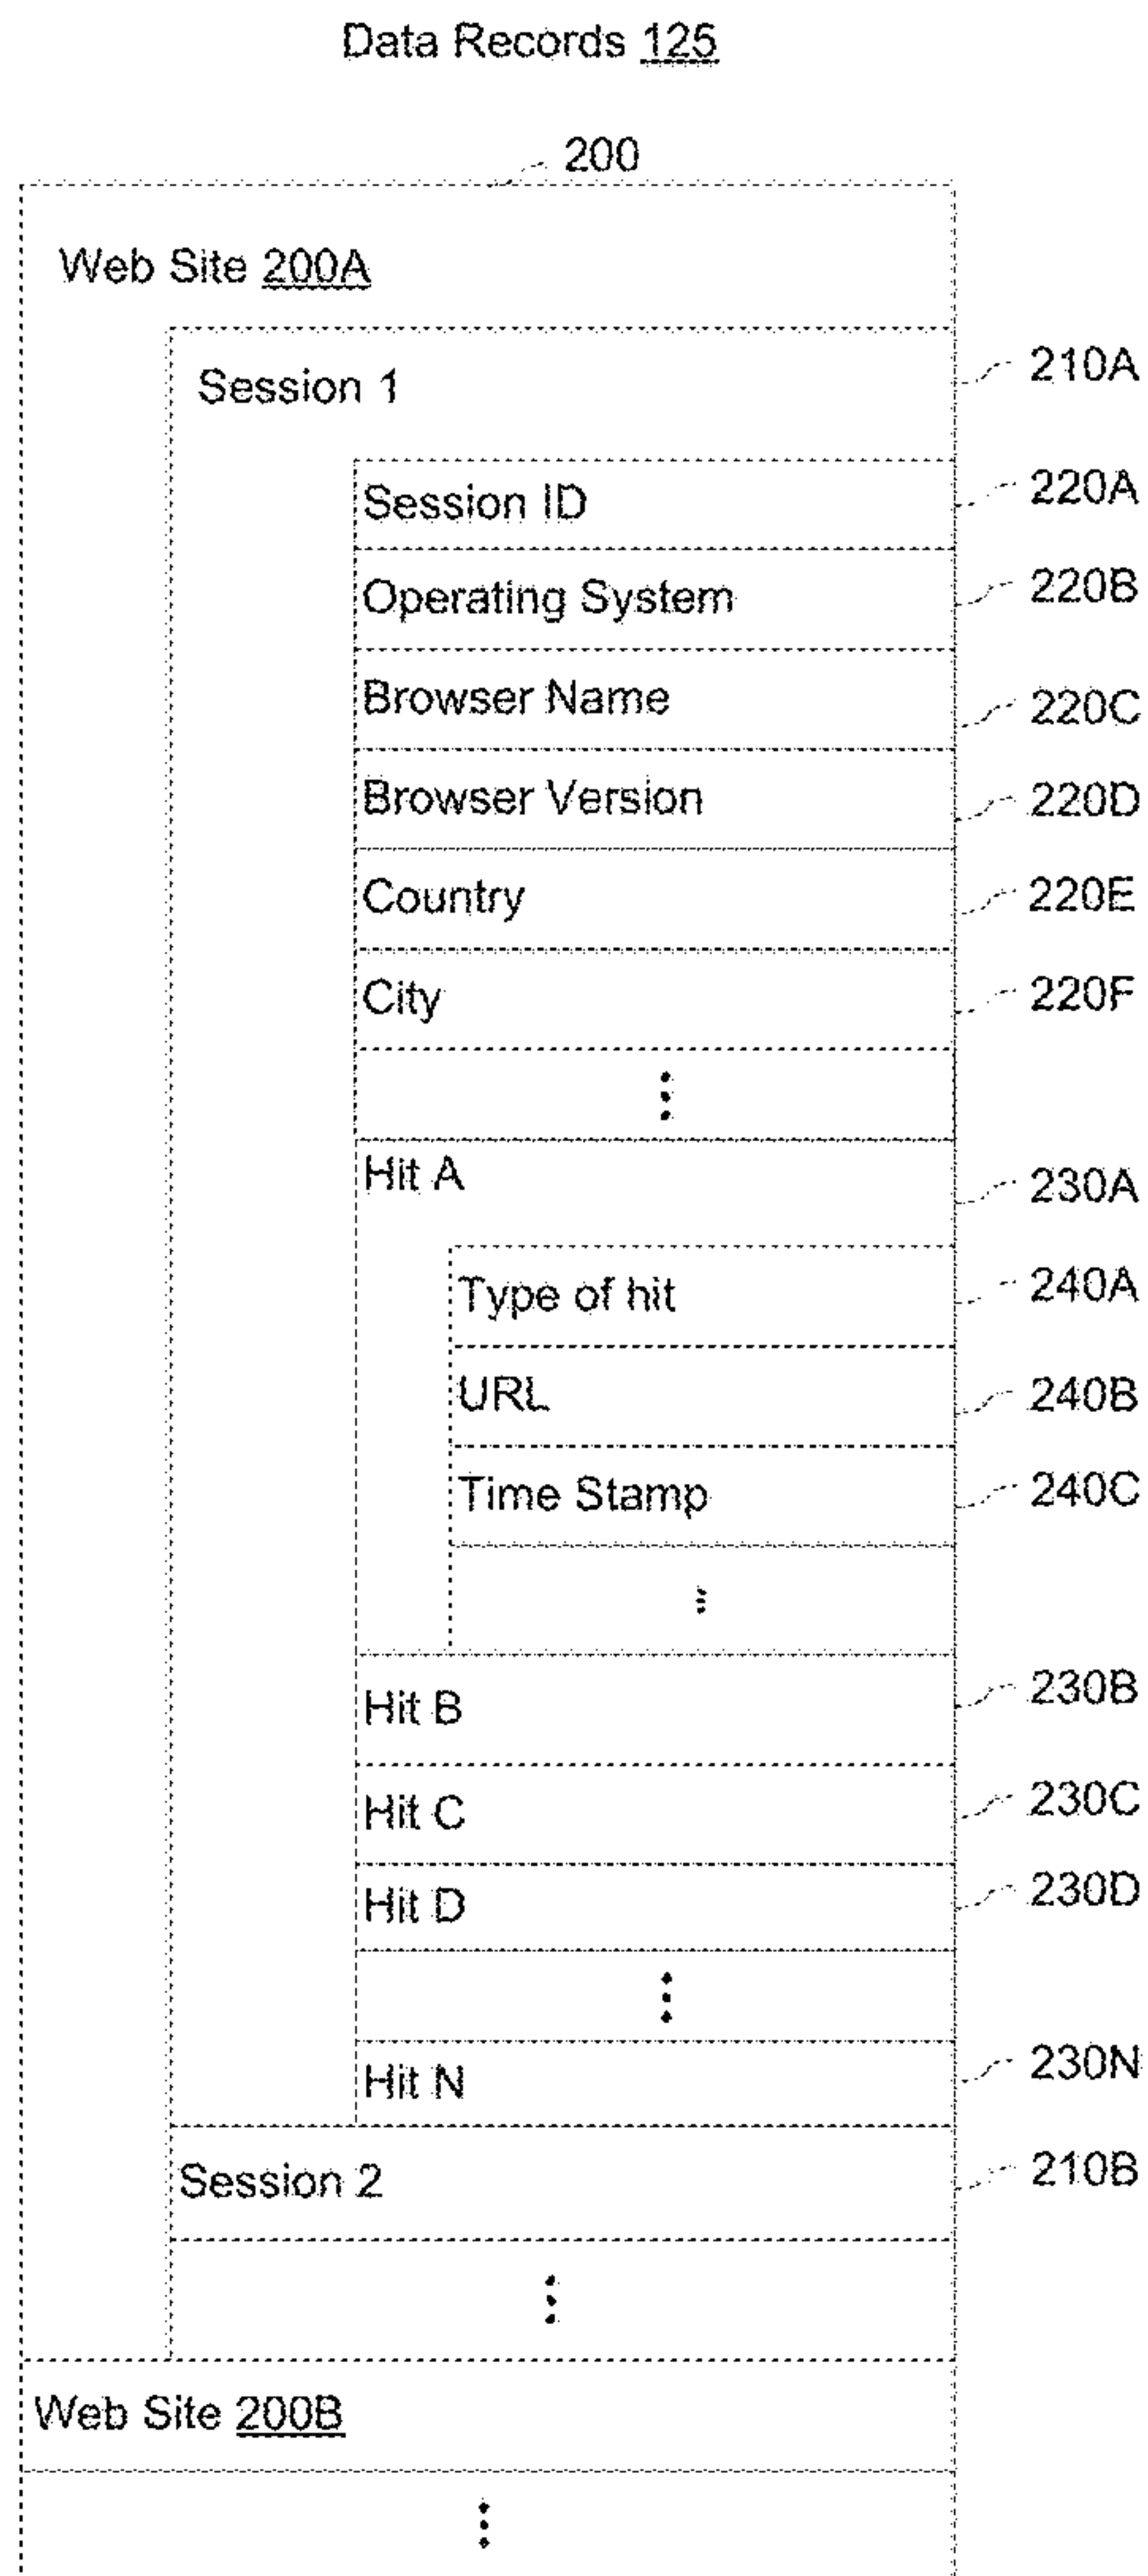 Data Records 125
200
Web Site 200A
Session 1 210A
Session ID 220A
Operating System 220B
Browser Name 220C
Browser Version 220D
Country 220E
City 220F
Hit A 230A
Type of hit 240A
URL 240B
Time Stamp 240C
Hit B 230B
Hit C 230C
Hit D 230D
Hit N 230N
Session 2 210B
Web Site 200B